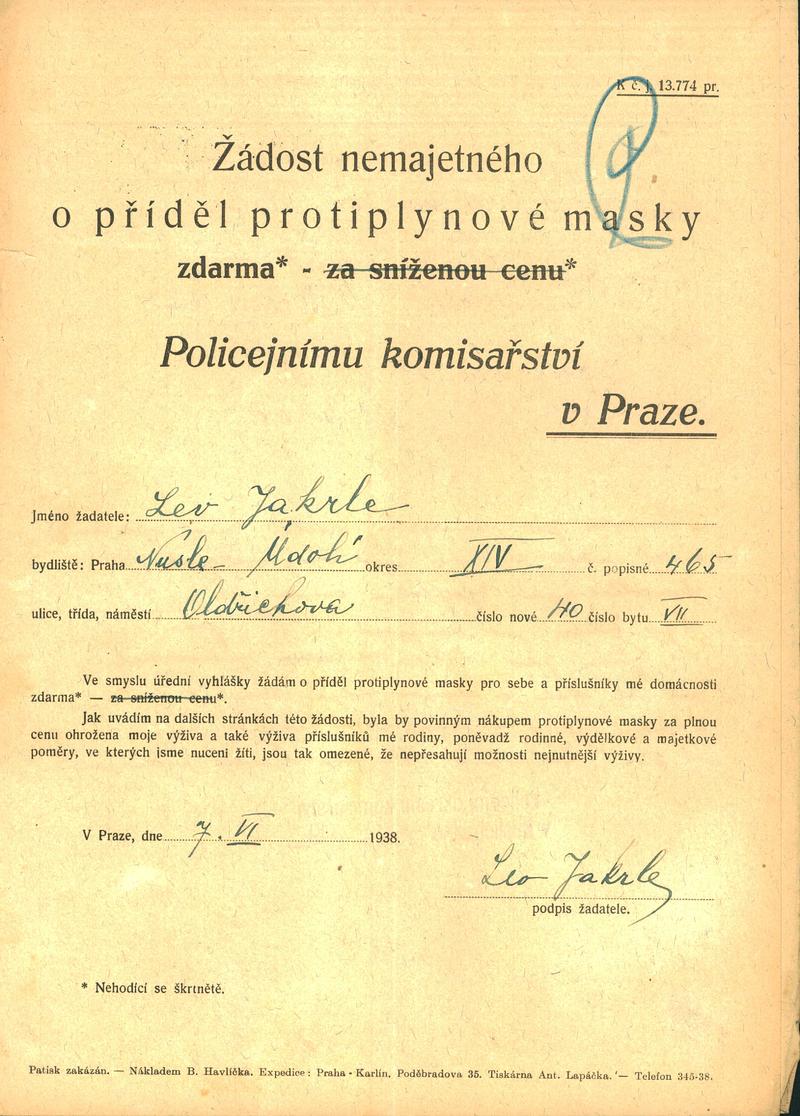 K č. j. 13.774 pr.
Žádost nemajetného
o příděl protiplynové masky
zdarma* - za sníženou cenu*
Policejnímu komisařství
v Praze.
Jméno žadatele: Lev Jakrle
bydliště: Praha Nusle - Údolí okres XIV č. popisné 465
ulice, třída, náměstí Oldřichova číslo nové 40 číslo bytu VII
Ve smyslu úřední vyhlášky žádám o příděl protiplynové masky pro sebe a příslušníky mé domácnosti
zdarma* — za sníženou cenu*.
Jak uvádím na dalších stránkách této žádosti, byla by povinným nákupem protiplynové masky za plnou
cenu ohrožena moje výživa a také výživa příslušníků mé rodiny, poněvadž rodinné, výdělkové a majetkové
poměry, ve kterých jsme nuceni žíti, jsou tak omezené, že nepřesahují možnosti nejnutnější výživy.
V Praze, dne 7. VI 1938.
Leo Jakrle
podpis žadatele.
* Nehodící se škrtnětě.
Patisk zakázán. — Nákladem B. Havlíčka. Expedice: Praha - Karlín, Poděbradova 35. Tiskárna Ant. Lapáčka. — Telefon 345-38.